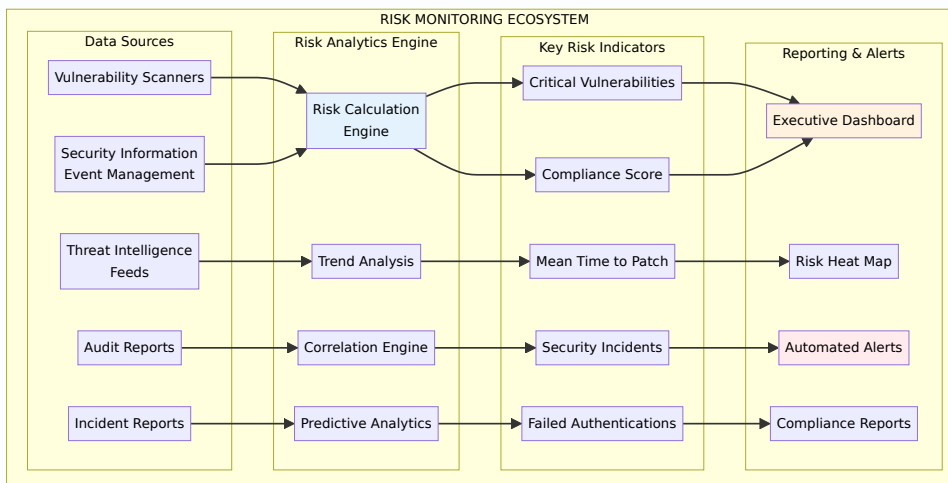 RISK MONITORING ECOSYSTEM
Data Sources
Vulnerability Scanners
Security Information
Event Management
Threat Intelligence
Feeds
Audit Reports
Incident Reports
Risk Analytics Engine
Risk Calculation
Engine
Trend Analysis
Correlation Engine
Predictive Analytics
Key Risk Indicators
Critical Vulnerabilities
Compliance Score
Mean Time to Patch
Security Incidents
Failed Authentications
Reporting & Alerts
Executive Dashboard
Risk Heat Map
Automated Alerts
Compliance Reports